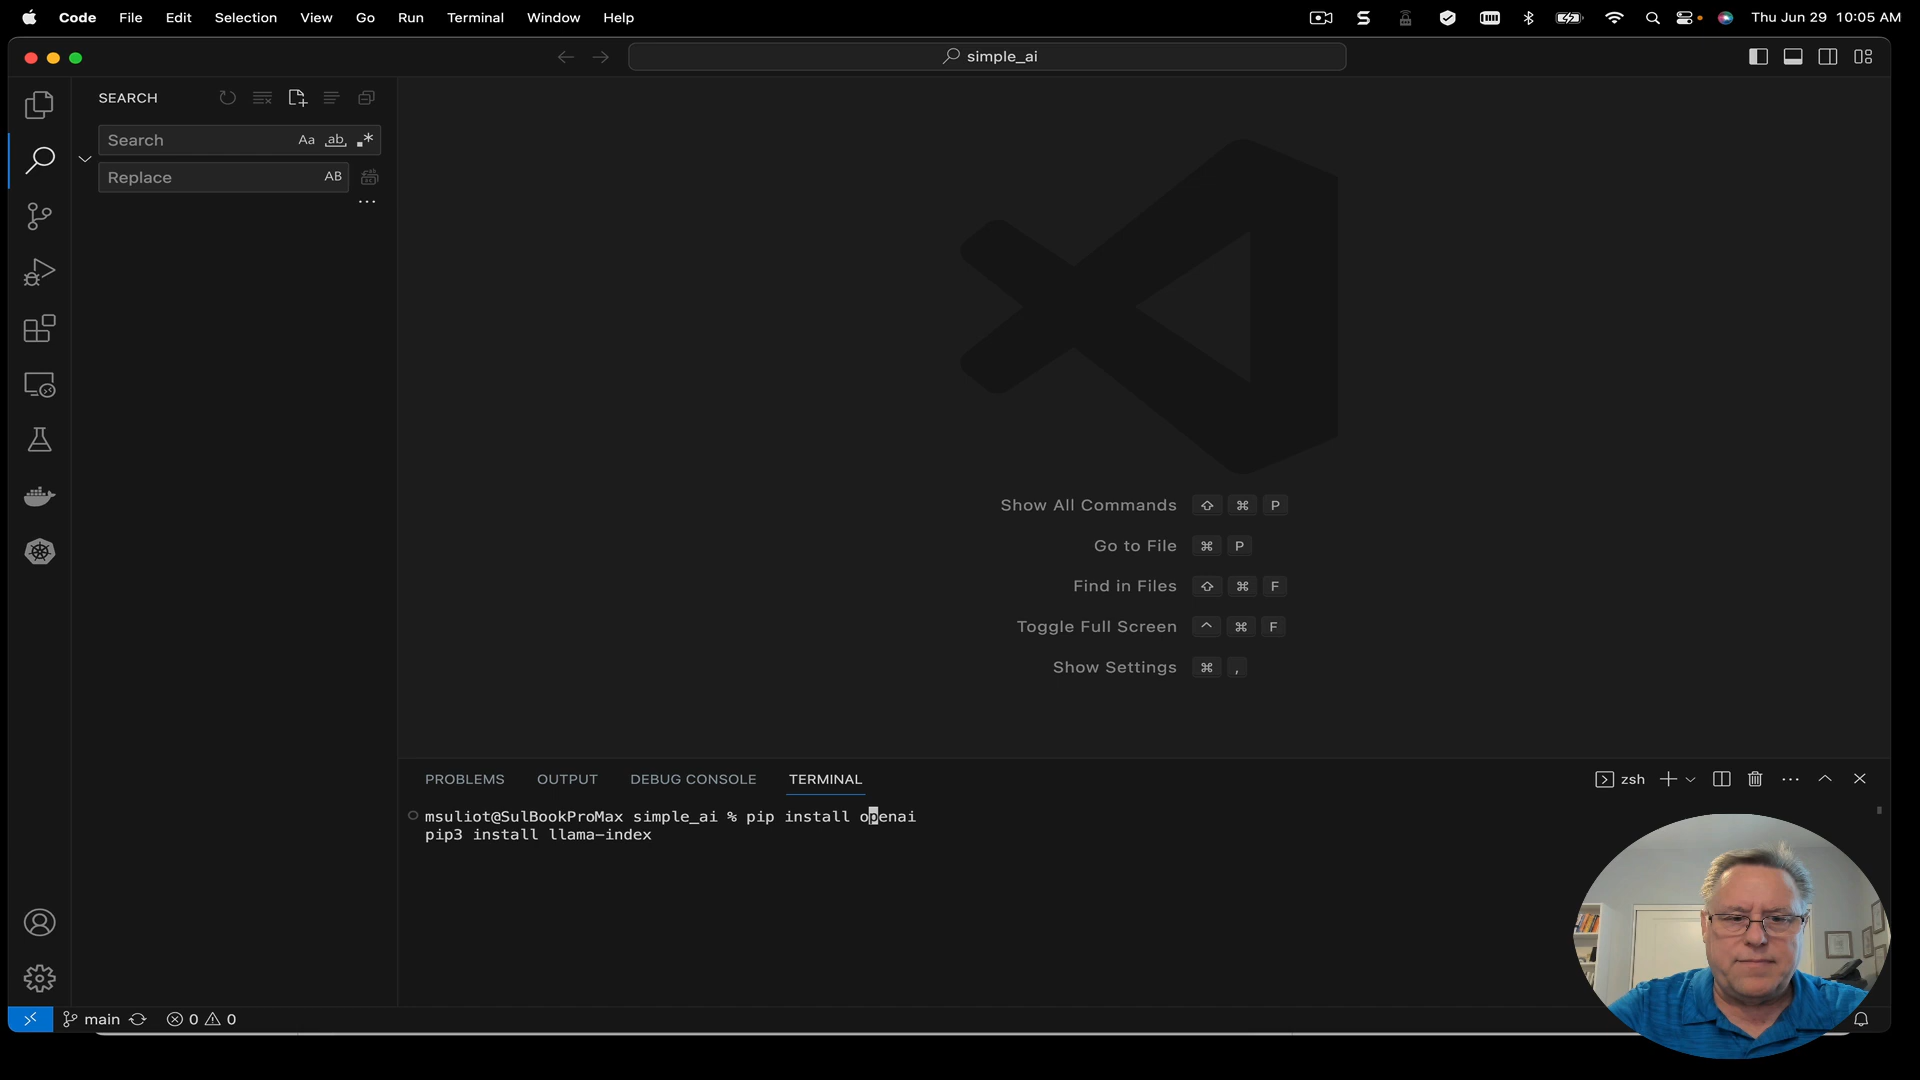 Code File Edit Selection View Go Run Terminal Window Help Thu Jun 29 10:05 AM
simple_ai
SEARCH
Search Aa ab .*
Replace AB
...
Show All Commands ⇧ ⌘ P
Go to File ⌘ P
Find in Files ⇧ ⌘ F
Toggle Full Screen ^ ⌘ F
Show Settings ⌘ ,
PROBLEMS OUTPUT DEBUG CONSOLE TERMINAL zsh
msuliot@SulBookProMax simple_ai % pip install openai
pip3 install llama-index
main 0 0